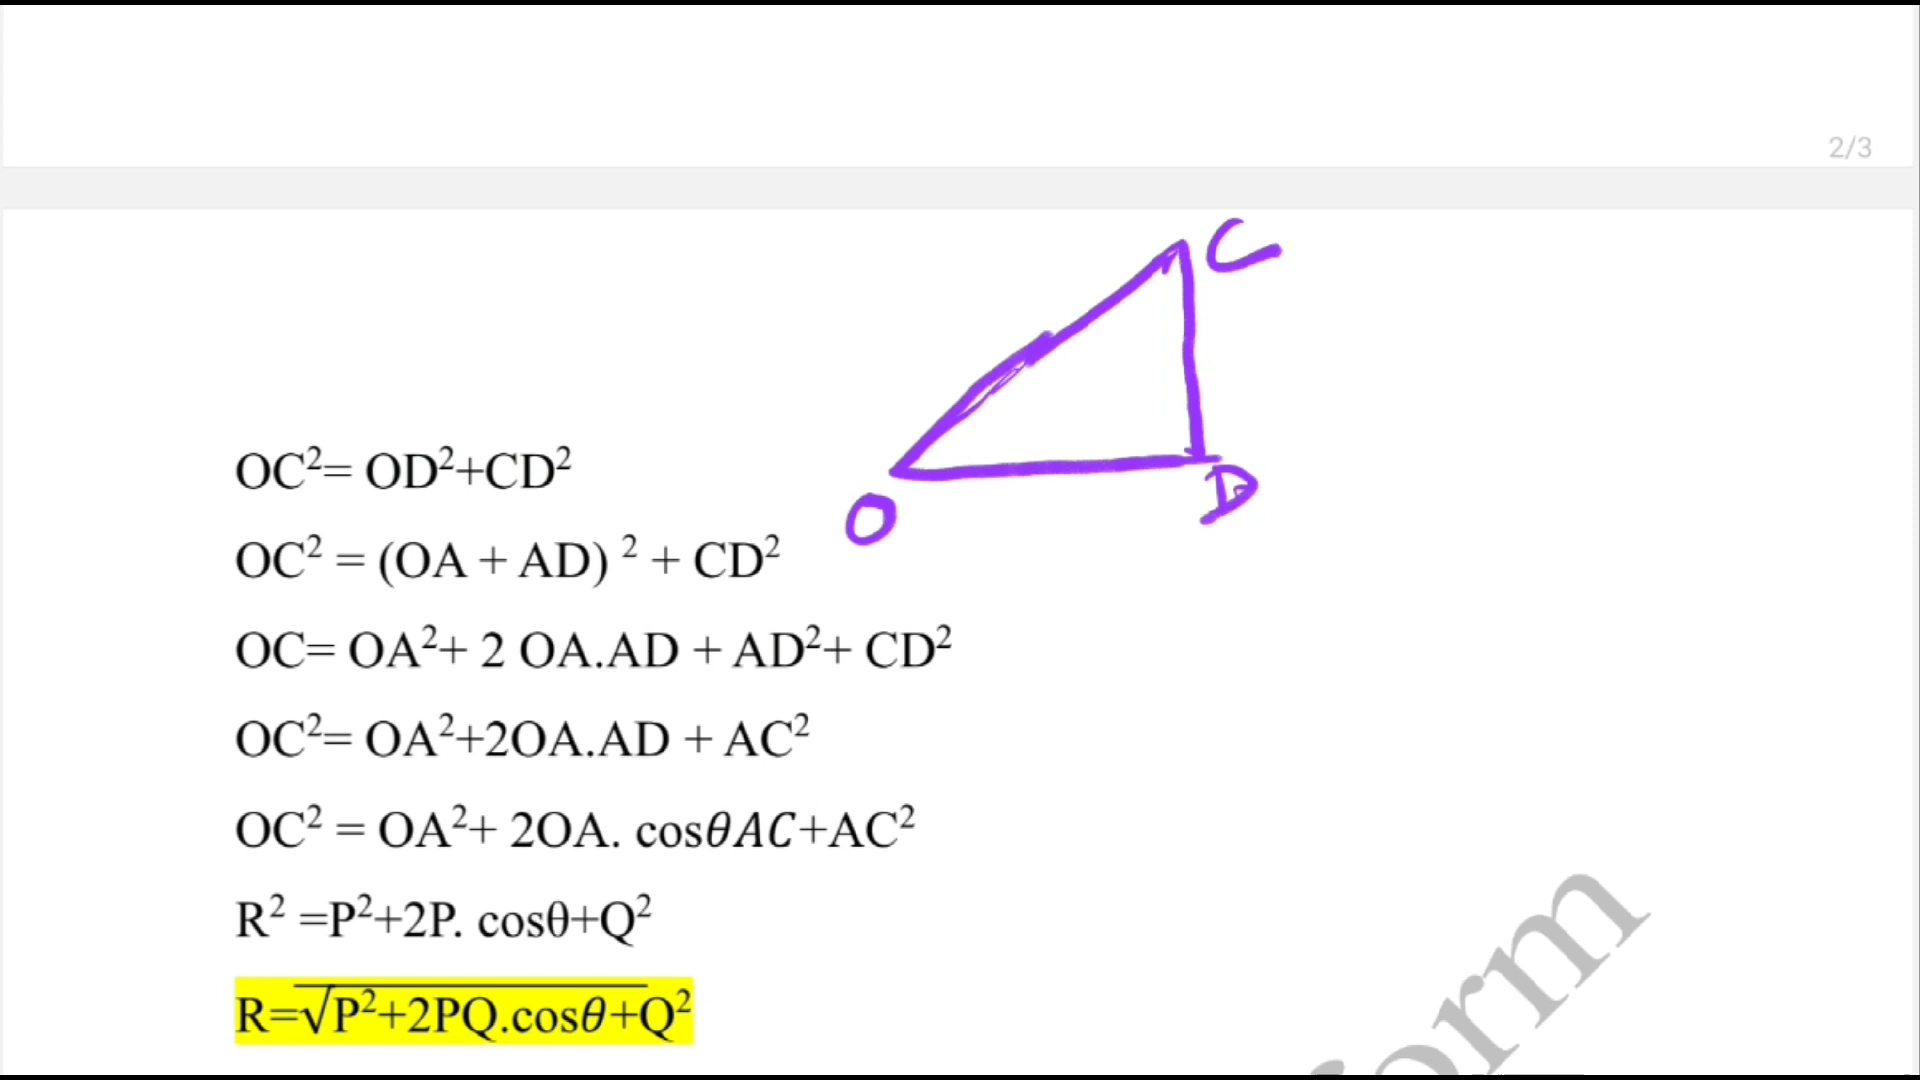 2/3
C
OC²= OD²+CD²
O
D
OC² = (OA + AD) ² + CD²
OC= OA²+ 2 OA.AD + AD²+ CD²
OC²= OA²+2OA.AD + AC²
OC² = OA²+ 2OA. cosθAC+AC²
R² =P²+2P. cosθ+Q²
R=√P²+2PQ.cosθ+Q²
orm